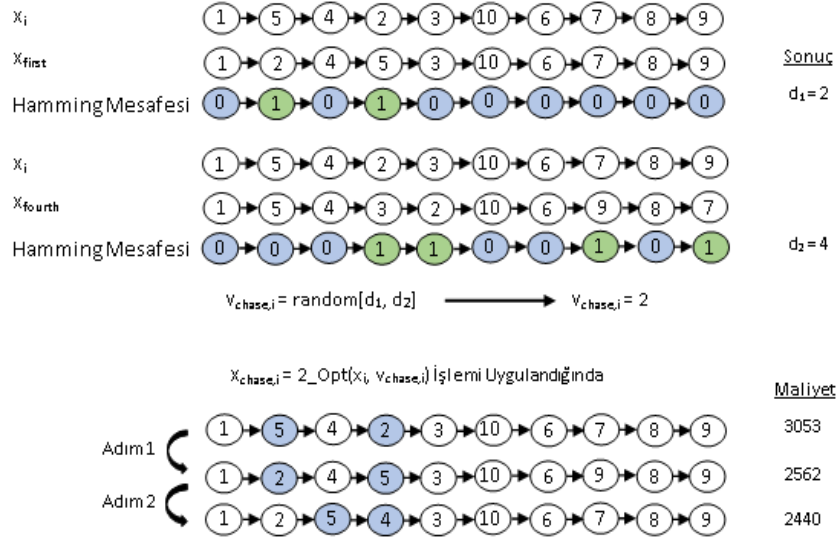 xᵢ 1 5 4 2 3 10 6 7 8 9
x_first 1 2 4 5 3 10 6 7 8 9 Sonuç
Hamming Mesafesi 0 1 0 1 0 0 0 0 0 0 d₁=2
xᵢ 1 5 4 2 3 10 6 7 8 9
x_fourth 1 5 4 3 2 10 6 9 8 7
Hamming Mesafesi 0 0 0 1 1 0 0 1 0 1 d₂=4
v_chase,i = random[d₁, d₂] v_chase,i = 2
x_chase,i = 2_Opt(xᵢ, v_chase,i) İşlemi Uygulandığında
Maliyet
1 5 4 2 3 10 6 7 8 9 3053
Adım 1
1 2 4 5 3 10 6 9 8 9 2562
Adım 2
1 2 5 4 3 10 6 7 8 9 2440